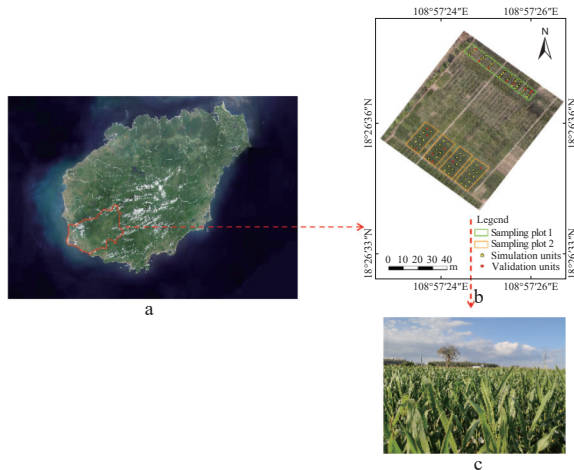 108°57'24"E 108°57'26"E
N
18°26'36"N 18°26'36"N
Legend
Sampling plot 1
Sampling plot 2
18°26'33"N 18°26'33"N
Simulation units
0 10 20 30 40
m
Validation units
108°57'24"E 108°57'26"E
a
b
c